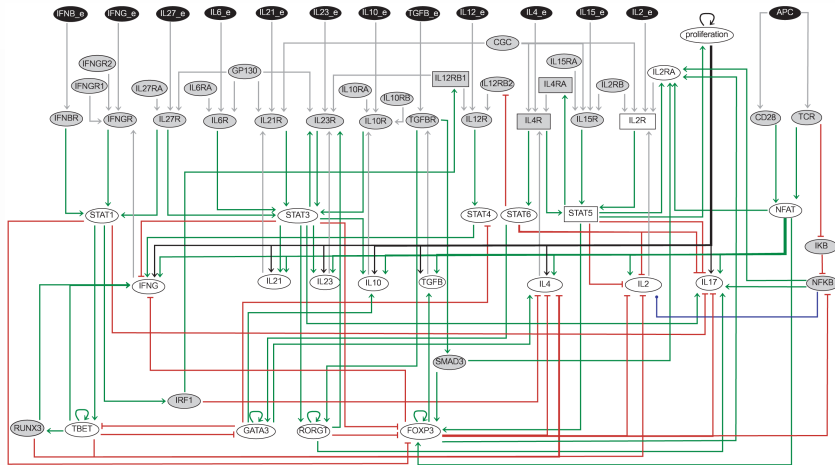 IFNB_e IFNG_e IL27_e IL6_e IL21_e IL23_e IL10_e TGFB_e IL12_e IL4_e IL15_e IL2_e APC
proliferation
CGC
IFNGR2 GP130 IL12RB1 IL12RB2 IL15RA IL2RA
IFNGR1 IL27RA IL6RA IL10RA IL10RB IL4RA IL2RB
IFNBR IFNGR IL27R IL6R IL21R IL23R IL10R TGFBR IL12R IL4R IL15R IL2R CD28 TCR
STAT1 STAT3 STAT4 STAT6 STAT5 NFAT
IKB
IFNG IL21 IL23 IL10 TGFB IL4 IL2 IL17 NFKB
SMAD3
IRF1
RUNX3 TBET GATA3 RORGT FOXP3